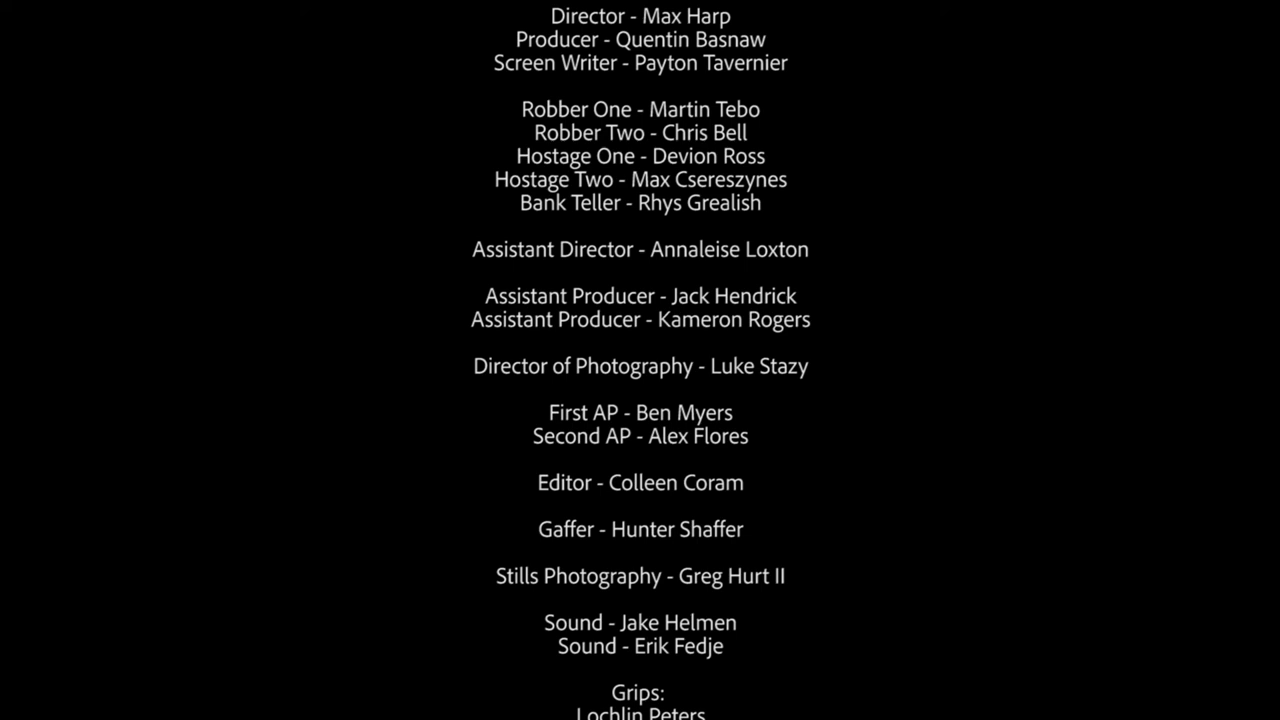 Director - Max Harp
Producer - Quentin Basnaw
Screen Writer - Payton Tavernier
Robber One - Martin Tebo
Robber Two - Chris Bell
Hostage One - Devion Ross
Hostage Two - Max Csereszynes
Bank Teller - Rhys Grealish
Assistant Director - Annaleise Loxton
Assistant Producer - Jack Hendrick
Assistant Producer - Kameron Rogers
Director of Photography - Luke Stazy
First AP - Ben Myers
Second AP - Alex Flores
Editor - Colleen Coram
Gaffer - Hunter Shaffer
Stills Photography - Greg Hurt II
Sound - Jake Helmen
Sound - Erik Fedje
Grips:
Lochlin Peters